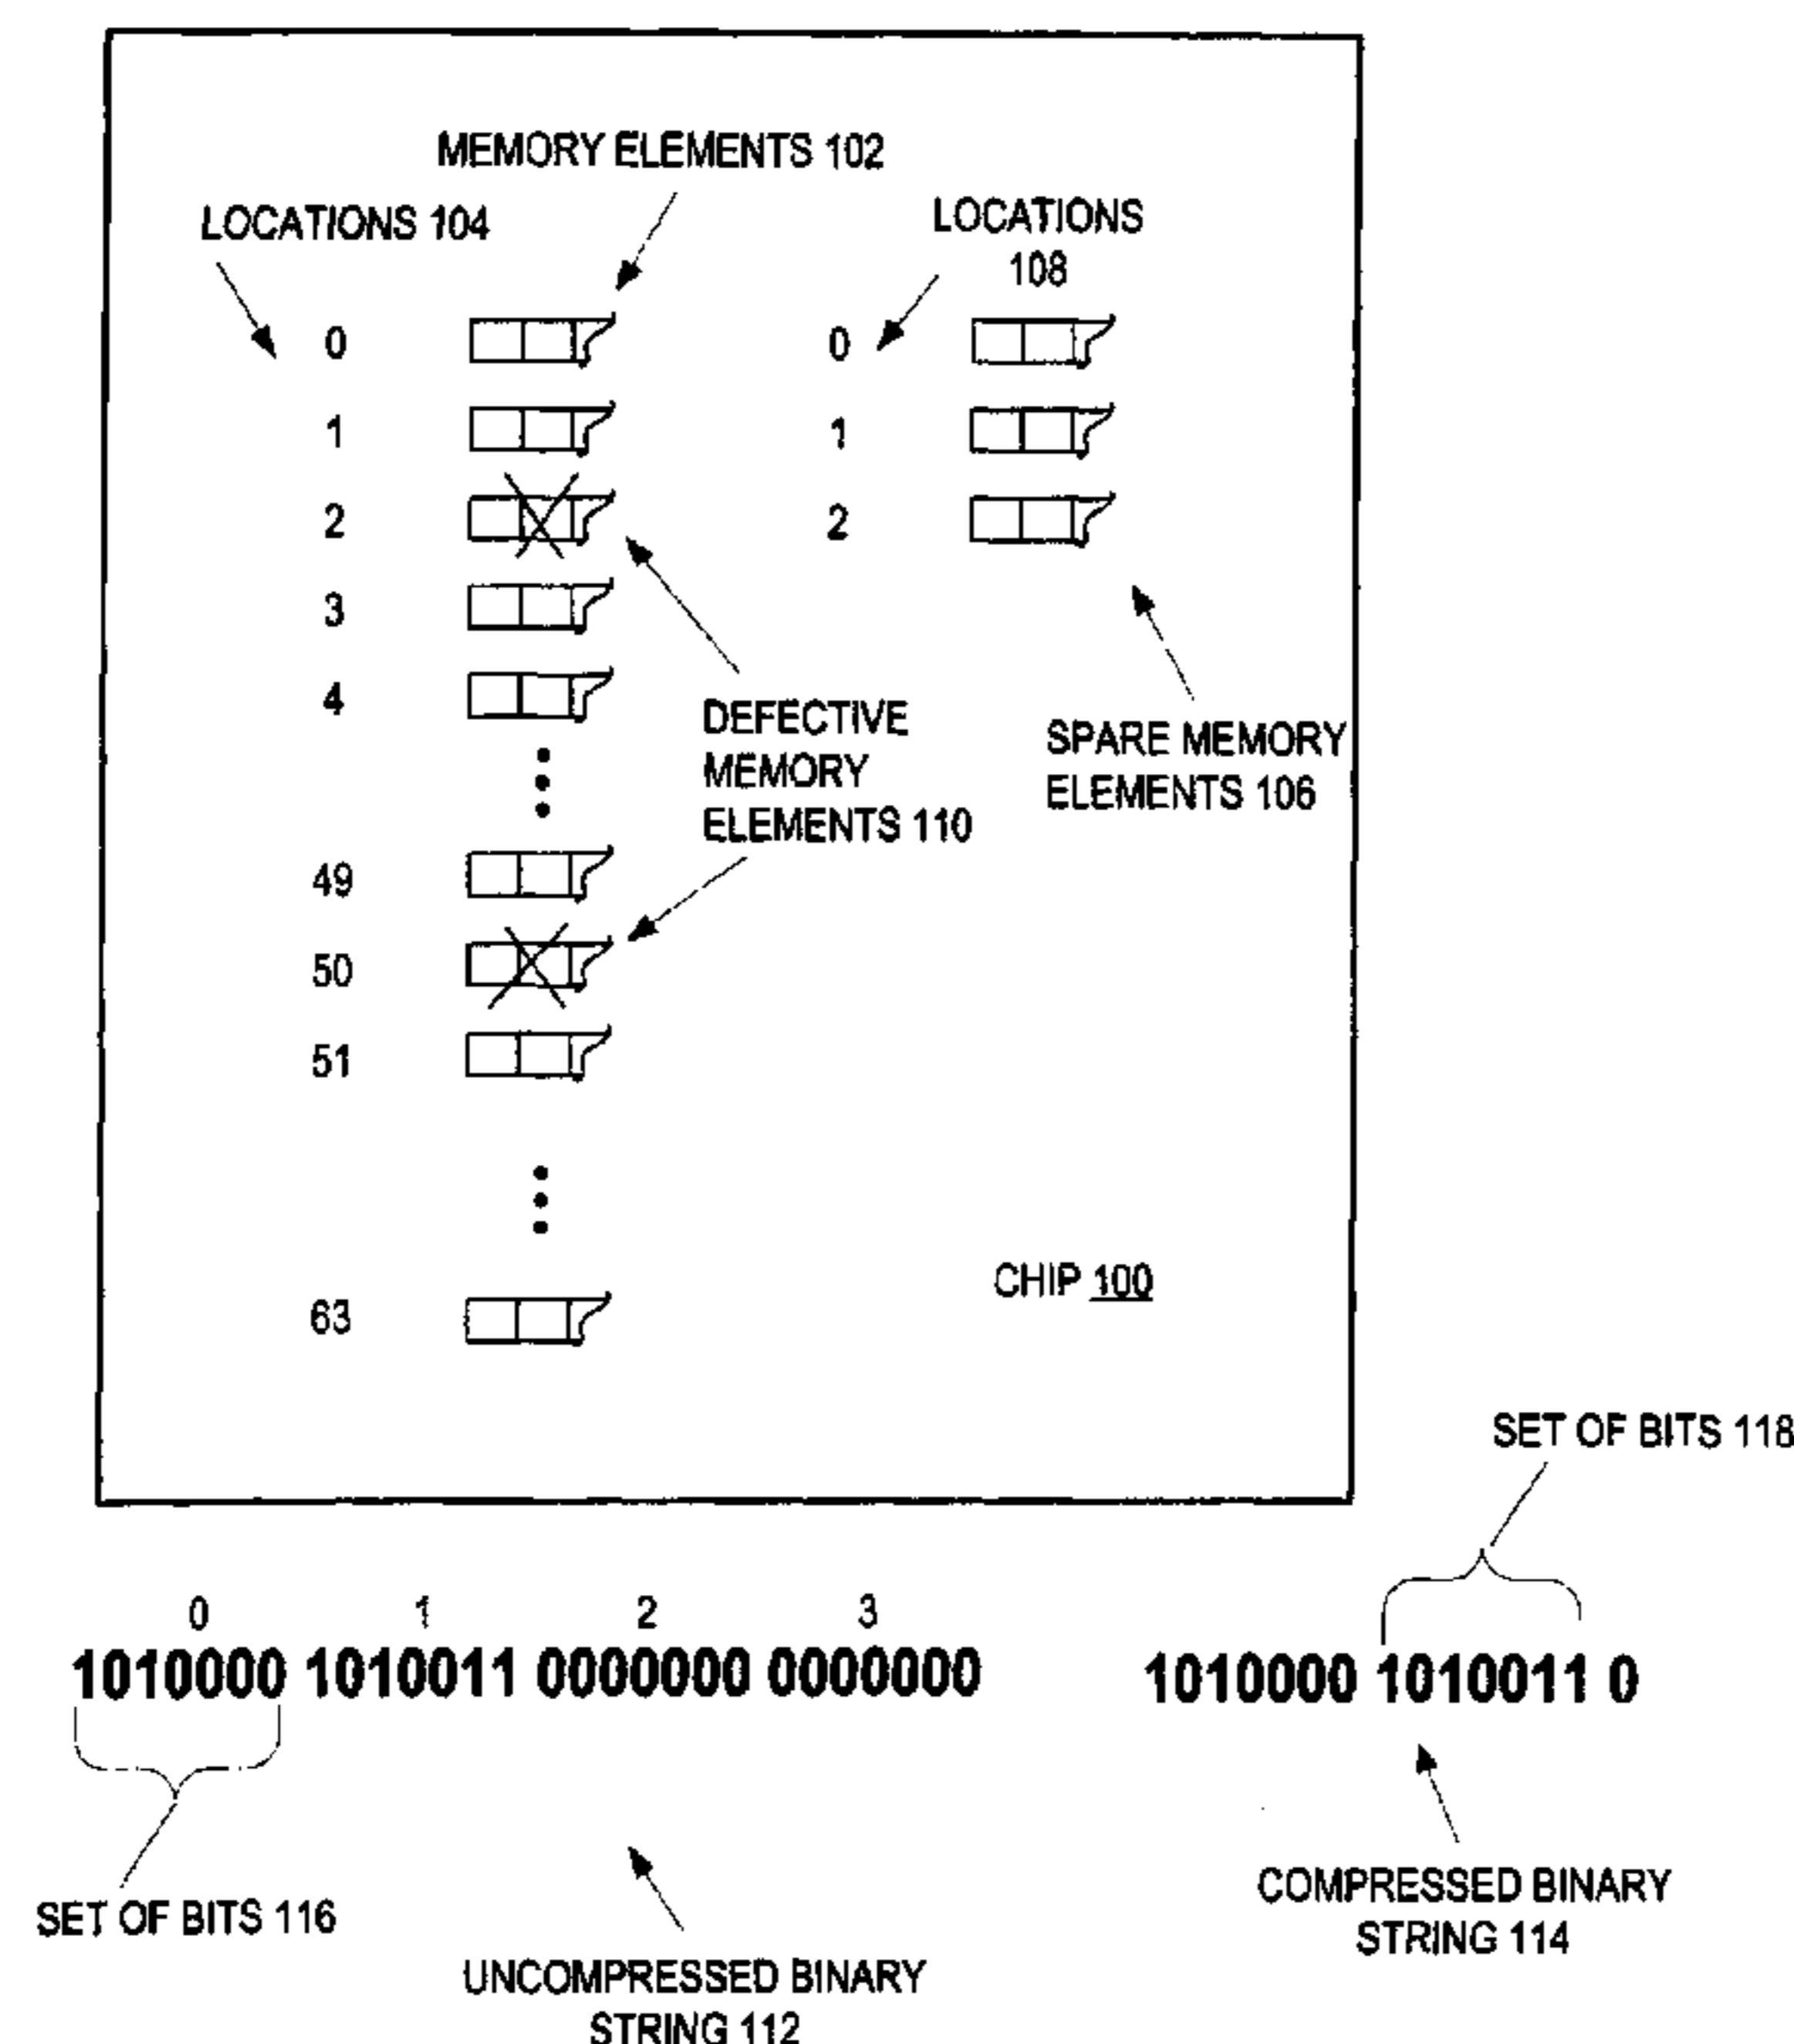 MEMORY ELEMENTS 102
LOCATIONS 104
LOCATIONS
108
0
0
1
1
2
2
3
4
DEFECTIVE
MEMORY
ELEMENTS 110
SPARE MEMORY
ELEMENTS 106
49
50
51
63
CHIP 100
SET OF BITS 118
0 1 2 3
1010000 1010011 0000000 0000000
1010000 1010011 0
SET OF BITS 116
COMPRESSED BINARY
STRING 114
UNCOMPRESSED BINARY
STRING 112